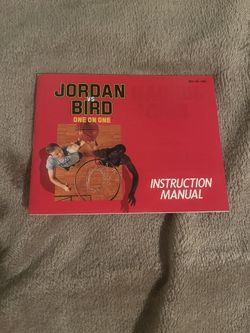 JORDAN
VS
BIRD
ONE ON ONE
INSTRUCTION
MANUAL